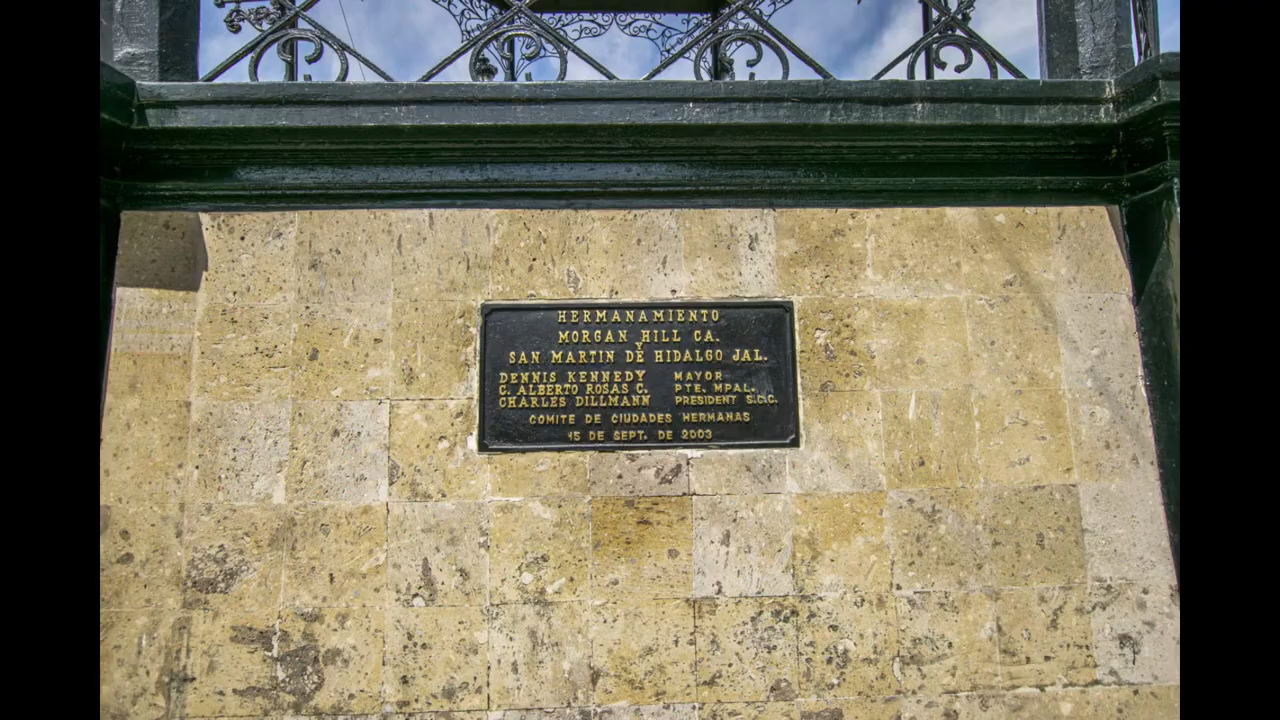 HERMANAMIENTO
MORGAN HILL CA.
Y
SAN MARTIN DE HIDALGO JAL.
DENNIS KENNEDY MAYOR
C. ALBERTO ROSAS C. PTE. MPAL.
CHARLES DILLMANN PRESIDENT S.C.C.
COMITE DE CIUDADES HERMANAS
15 DE SEPT. DE 2003